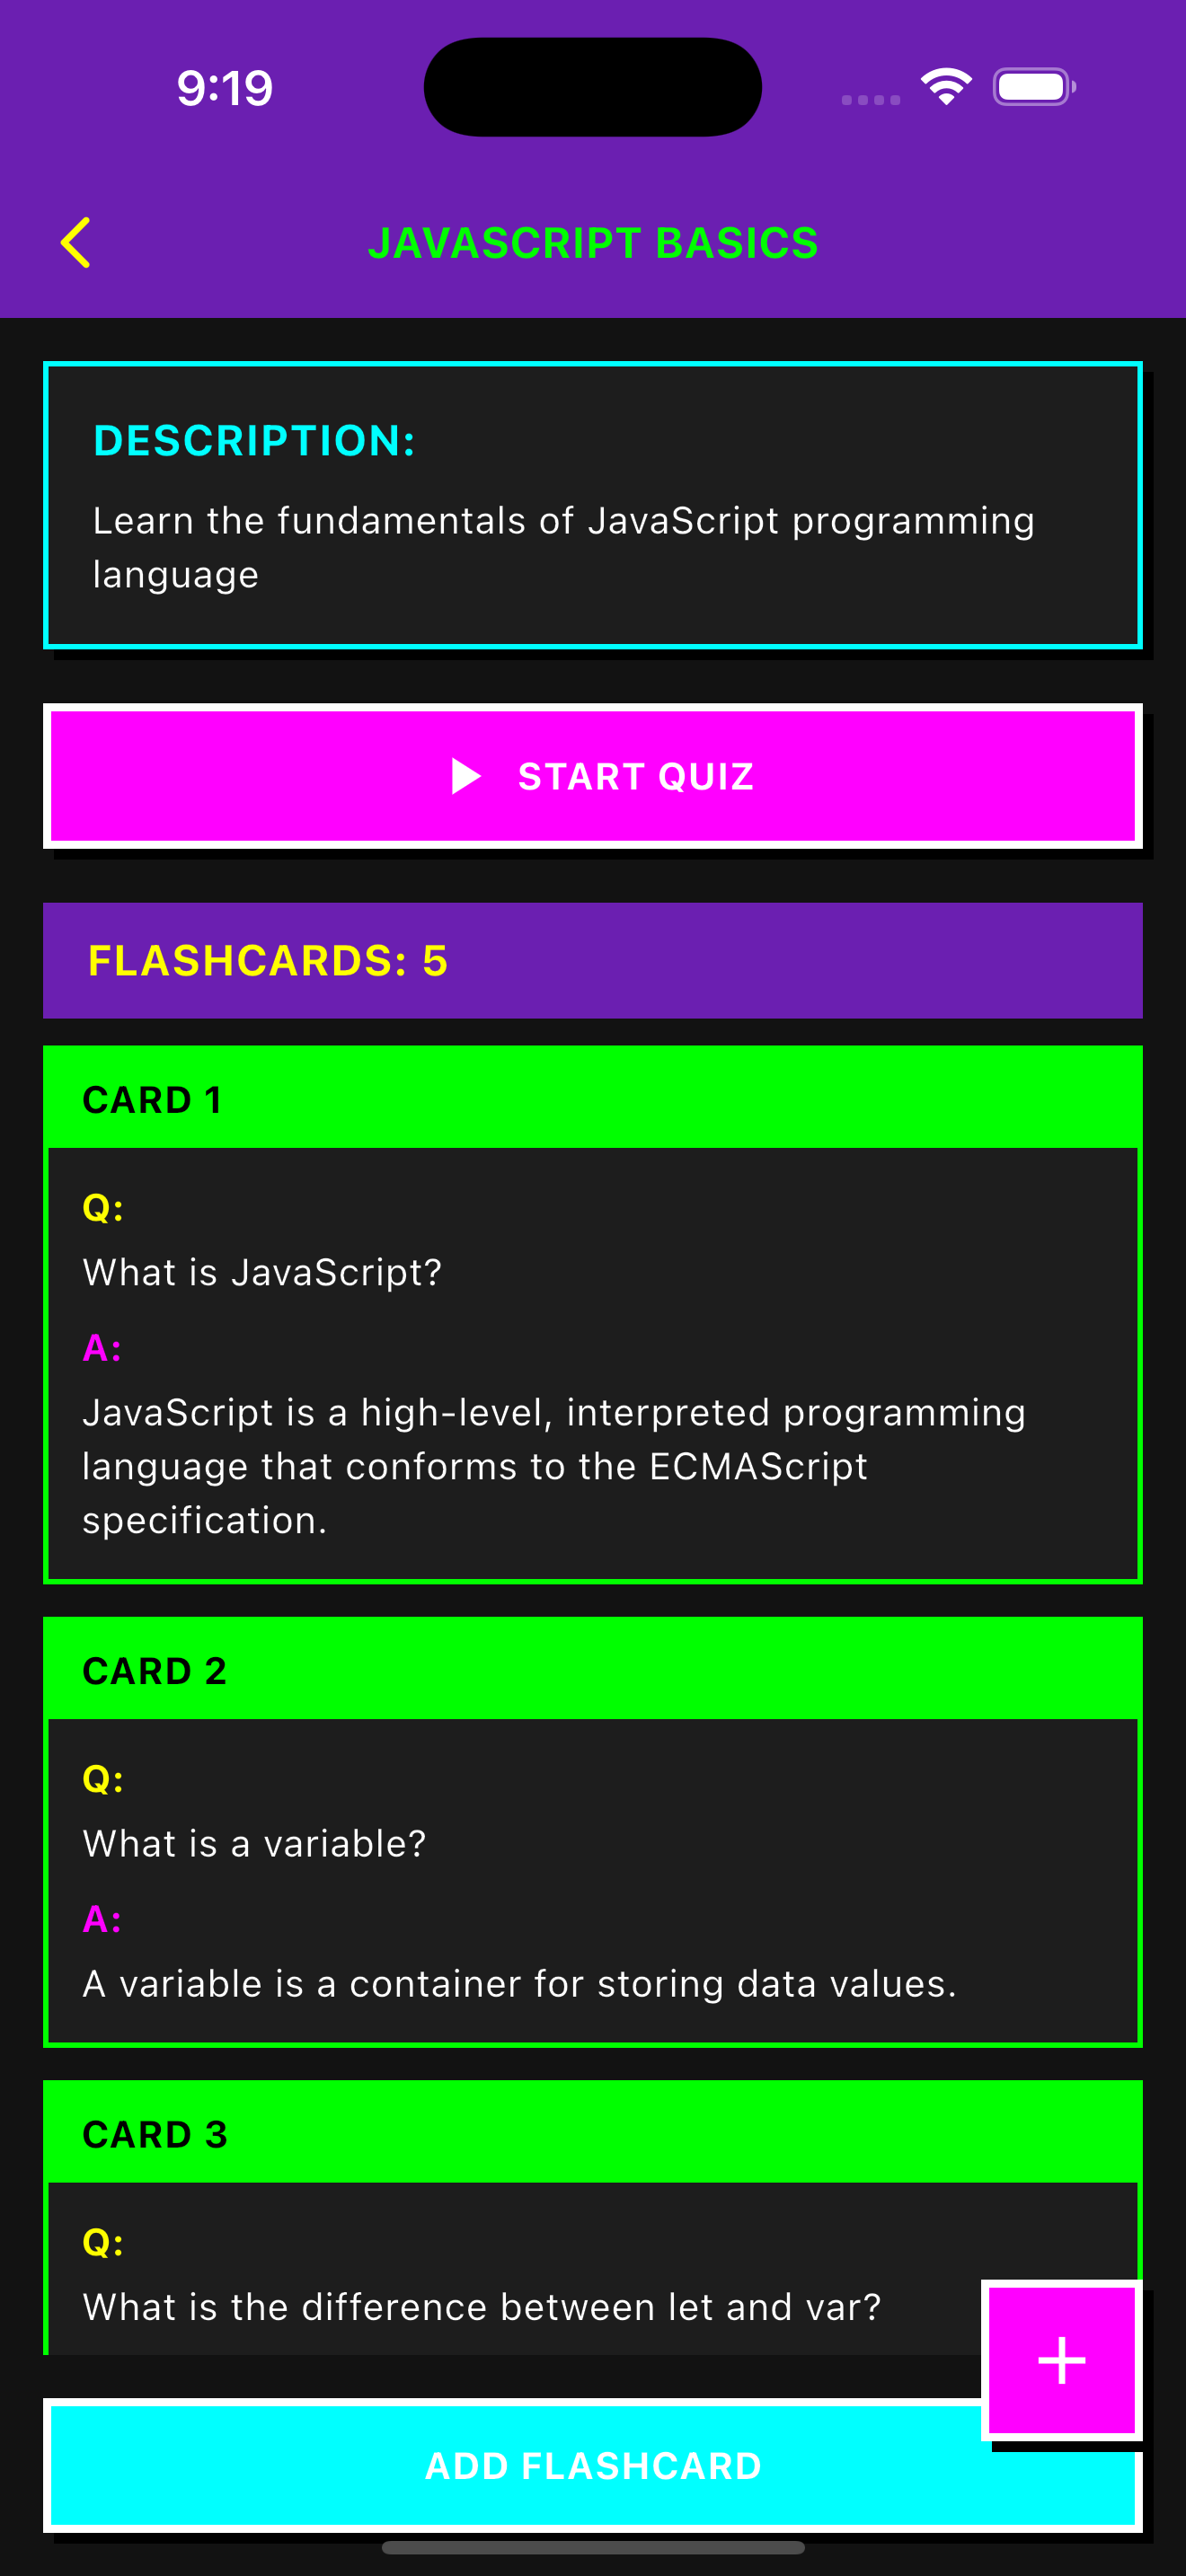 9:19
JAVASCRIPT BASICS
DESCRIPTION:
Learn the fundamentals of JavaScript programming
language
START QUIZ
FLASHCARDS: 5
CARD 1
Q:
What is JavaScript?
A:
JavaScript is a high-level, interpreted programming
language that conforms to the ECMAScript
specification.
CARD 2
Q:
What is a variable?
A:
A variable is a container for storing data values.
CARD 3
Q:
What is the difference between let and var?
+
ADD FLASHCARD